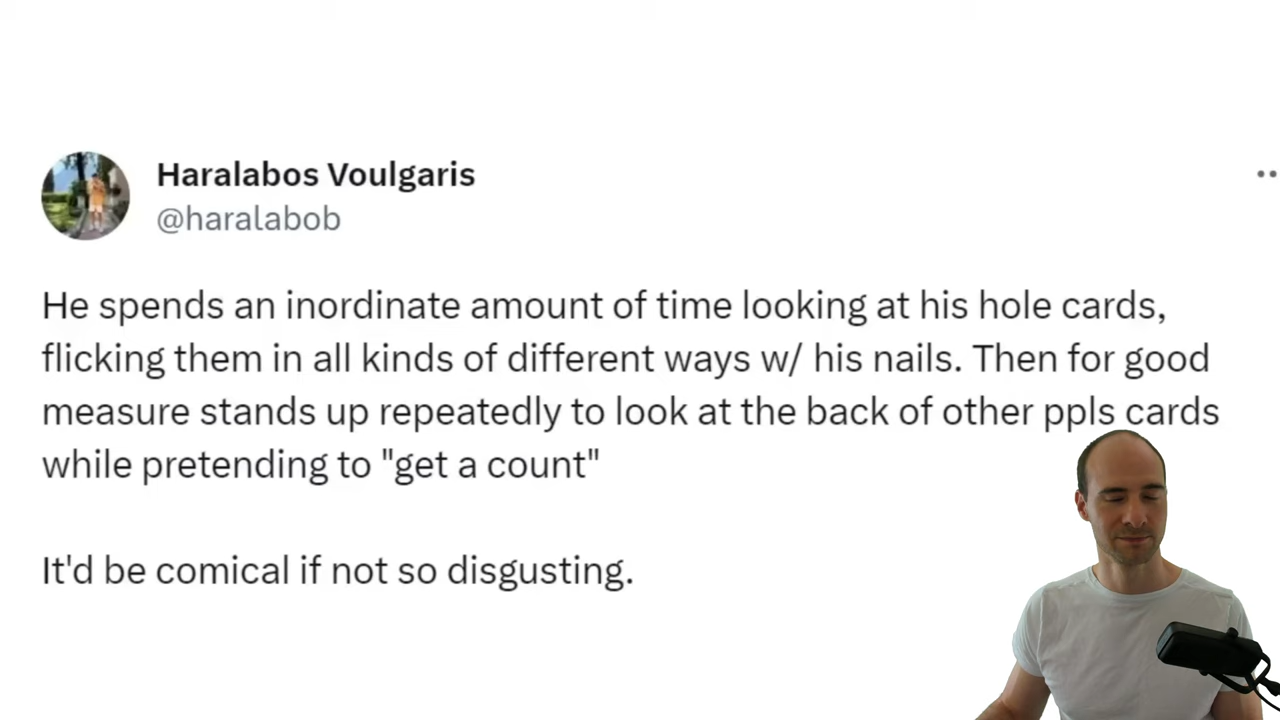 Haralabos Voulgaris
@haralabob
He spends an inordinate amount of time looking at his hole cards,
flicking them in all kinds of different ways w/ his nails. Then for good
measure stands up repeatedly to look at the back of other ppls cards
while pretending to "get a count"
It'd be comical if not so disgusting.